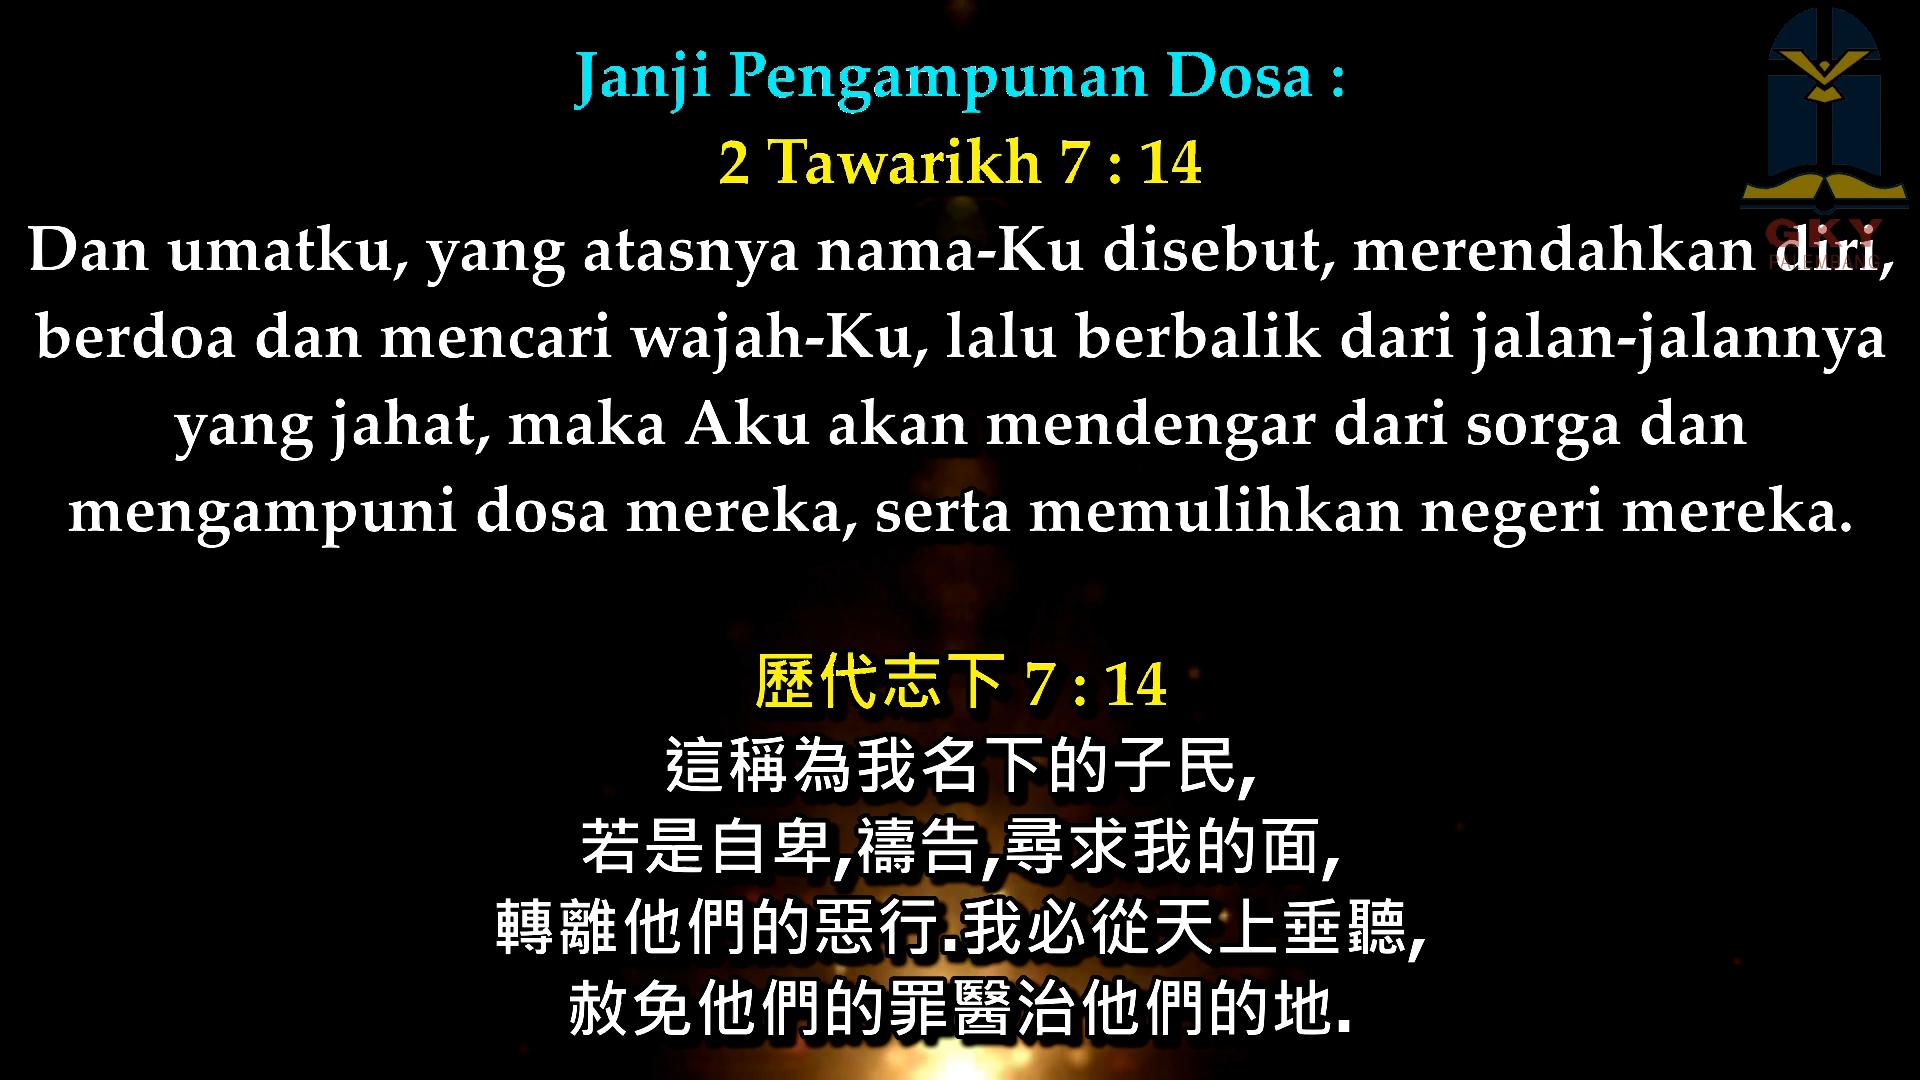 Janji Pengampunan Dosa :
2 Tawarikh 7 : 14
Dan umatku, yang atasnya nama-Ku disebut, merendahkan diri,
berdoa dan mencari wajah-Ku, lalu berbalik dari jalan-jalannya
yang jahat, maka Aku akan mendengar dari sorga dan
mengampuni dosa mereka, serta memulihkan negeri mereka.
歷代志下 7 : 14
這稱為我名下的子民,
若是自卑,禱告,尋求我的面,
轉離他們的惡行.我必從天上垂聽,
赦免他們的罪醫治他們的地.
GKY
PALEMBANG